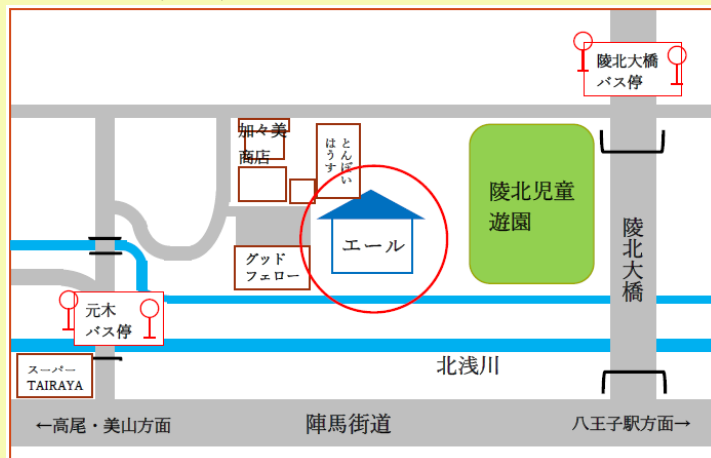 陵北大橋
バス停
加々美
商店
とんぼい
はうす
陵北児童
遊園
エール
グッド
フェロー
陵北大橋
元木
バス停
北浅川
スーパー
TAIRAYA
←高尾・美山方面
陣馬街道
八王子駅方面→